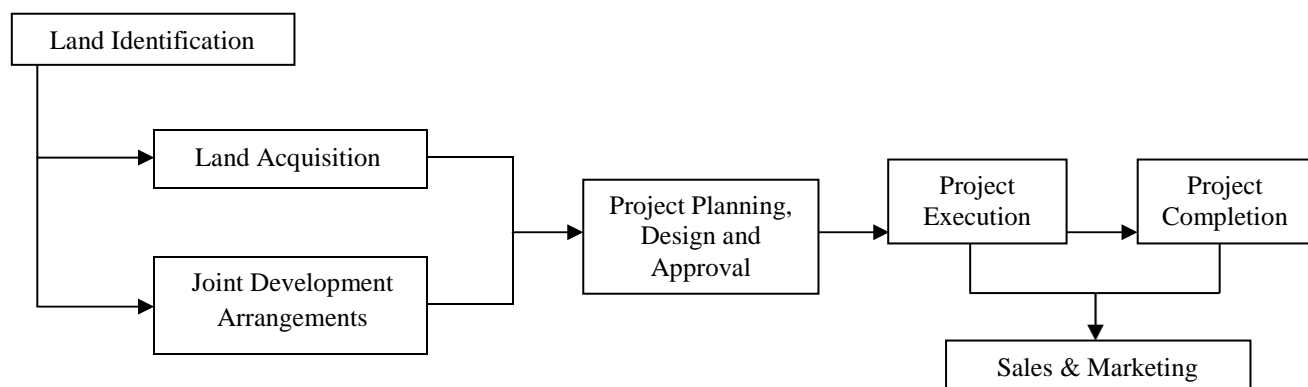 Land Identification
Land Acquisition
Joint Development
Arrangements
Project Planning,
Design and
Approval
Project
Execution
Project
Completion
Sales & Marketing